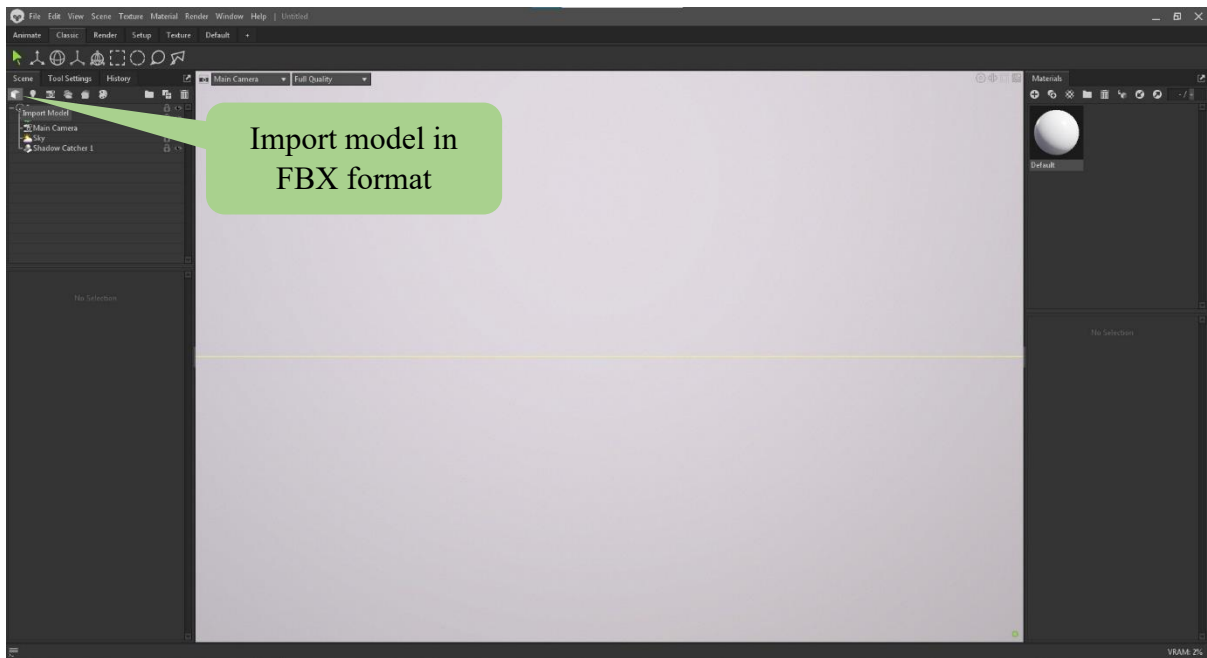 File Edit View Scene Texture Material Render Window Help | Untitled
Animate Classic Render Setup Texture Default +
Scene Tool Settings History
Main Camera Full Quality
Materials
Import Model
Main Camera
Sky
Shadow Catcher 1
Import model in
FBX format
Default
No Selection
No Selection
VRAM: 2%